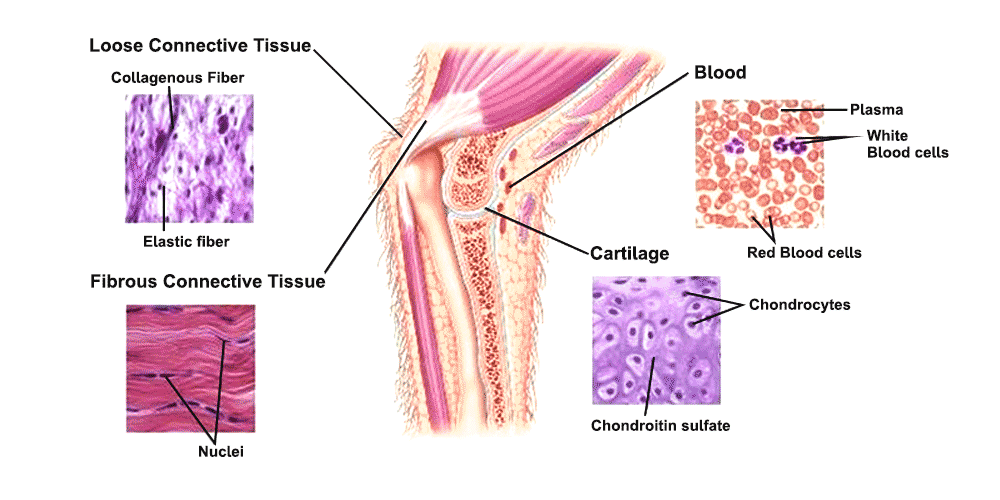 Loose Connective Tissue
Collagenous Fiber
Elastic fiber
Fibrous Connective Tissue
Nuclei
Blood
Plasma
White
Blood cells
Red Blood cells
Cartilage
Chondrocytes
Chondroitin sulfate